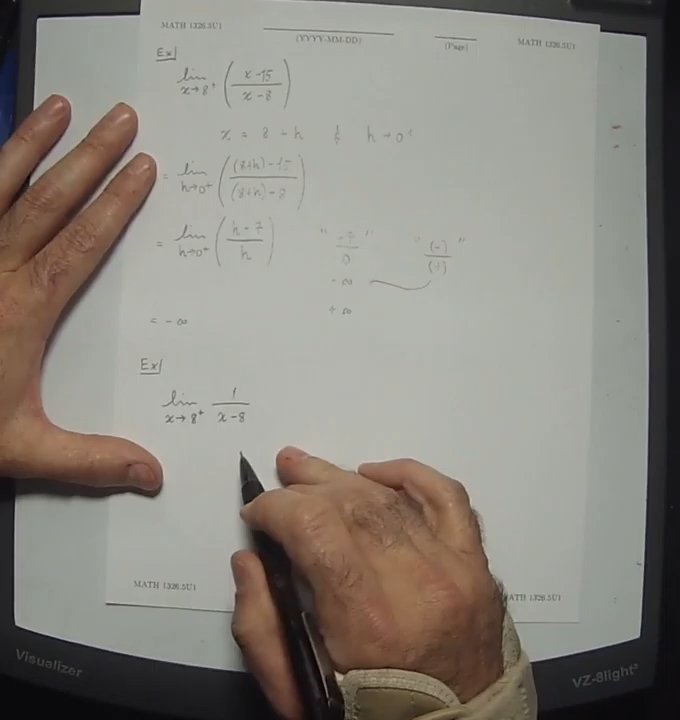 MATH 1326.5U1
(YYYY-MM-DD) (Page) MATH 1326.5U1
Ex|
lim x→8⁺ ( (x-15)/(x-8) )
x = 8 + h & h→0⁺
= lim h→0⁺ ( ((8+h)-15)/((8+h)-8) )
= lim h→0⁺ ( (h-7)/h ) " -7/0 " " (-)/(+) "
-∞
+∞
= -∞
Ex|
lim x→8⁺ 1/(x-8)
MATH 1326.5U1 MATH 1326.5U1
Visualizer VZ-8light³